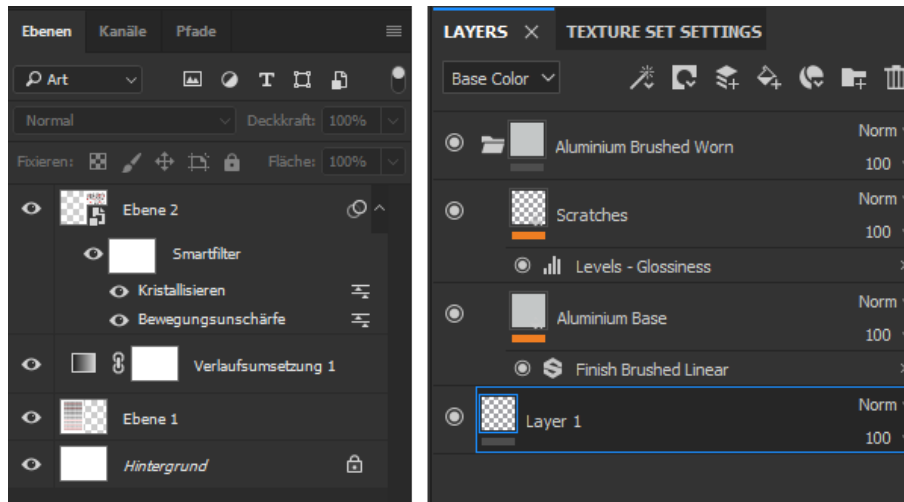 Ebenen Kanäle Pfade
Art
Normal Deckkraft: 100%
Fixieren: Fläche: 100%
Ebene 2
Smartfilter
Kristallisieren
Bewegungsunschärfe
Verlaufsumsetzung 1
Ebene 1
Hintergrund
LAYERS TEXTURE SET SETTINGS
Base Color
Aluminium Brushed Worn Norm
100
Scratches Norm
100
Levels - Glossiness
Aluminium Base Norm
100
Finish Brushed Linear
Layer 1 Norm
100